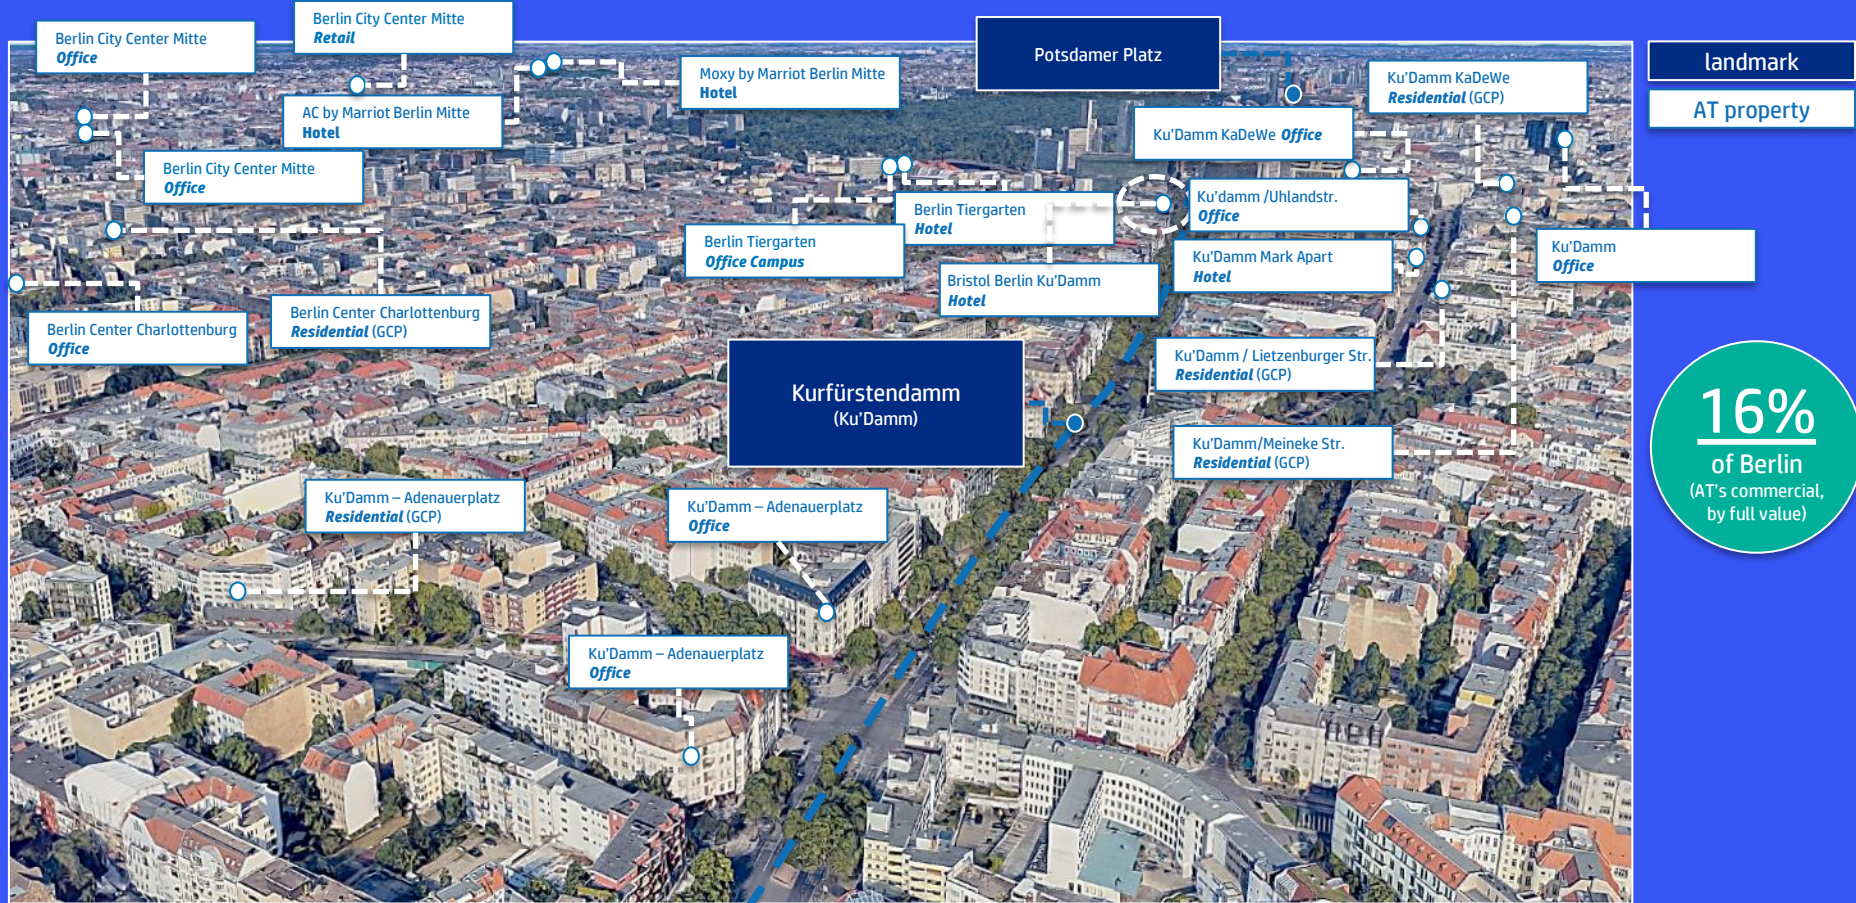 Berlin City Center Mitte
Office
Berlin City Center Mitte
Retail
Potsdamer Platz
landmark
AT property
Moxy by Marriot Berlin Mitte
Hotel
Ku'Damm KaDeWe
Residential (GCP)
AC by Marriot Berlin Mitte
Hotel
Ku'Damm KaDeWe Office
Berlin City Center Mitte
Office
Berlin Tiergarten
Hotel
Ku'damm /Uhlandstr.
Office
Berlin Tiergarten
Office Campus
Ku'Damm Mark Apart
Hotel
Ku'Damm
Office
Bristol Berlin Ku'Damm
Hotel
Berlin Center Charlottenburg
Office
Berlin Center Charlottenburg
Residential (GCP)
Ku'Damm / Lietzenburger Str.
Residential (GCP)
Kurfürstendamm
(Ku'Damm)
16%
of Berlin
(AT's commercial,
by full value)
Ku'Damm/Meineke Str.
Residential (GCP)
Ku'Damm – Adenauerplatz
Residential (GCP)
Ku'Damm – Adenauerplatz
Office
Ku'Damm – Adenauerplatz
Office